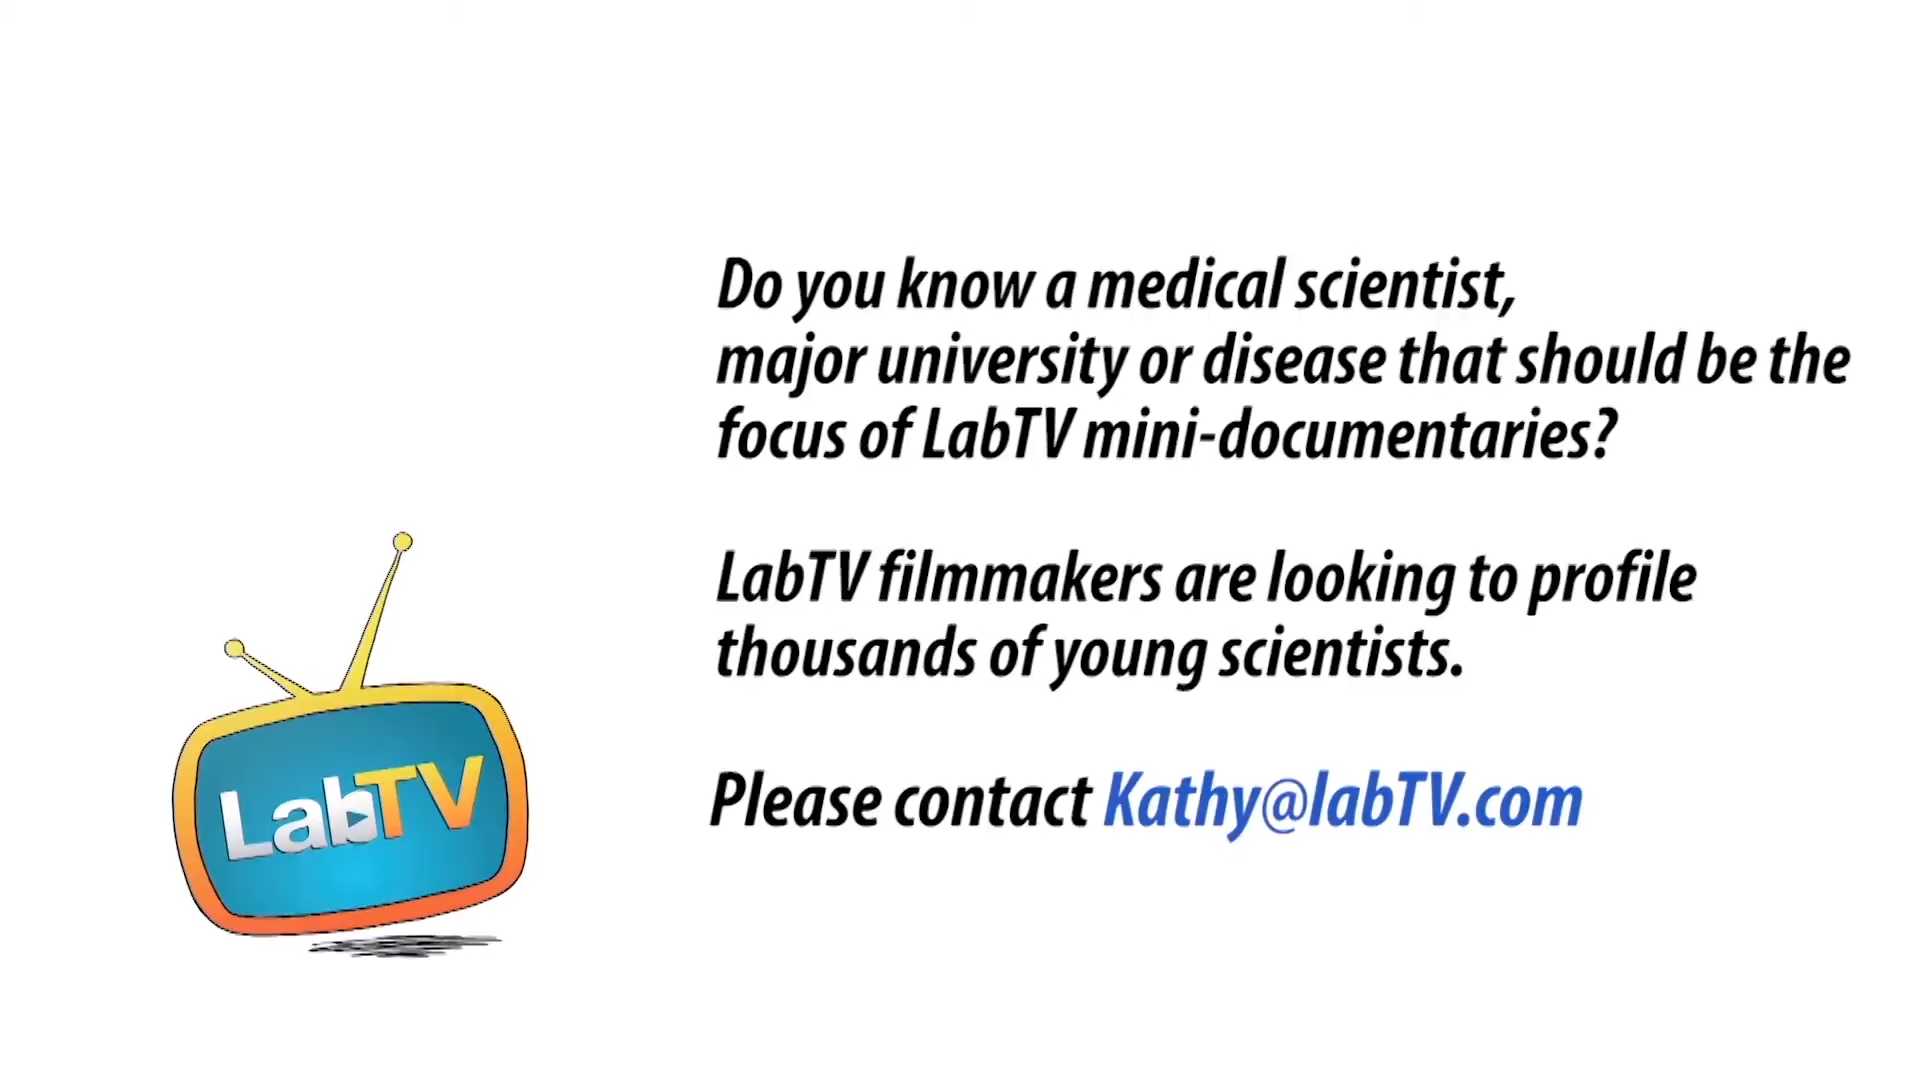 Do you know a medical scientist,
major university or disease that should be the
focus of LabTV mini-documentaries?
LabTV filmmakers are looking to profile
thousands of young scientists.
LabTV
Please contact Kathy@labTV.com